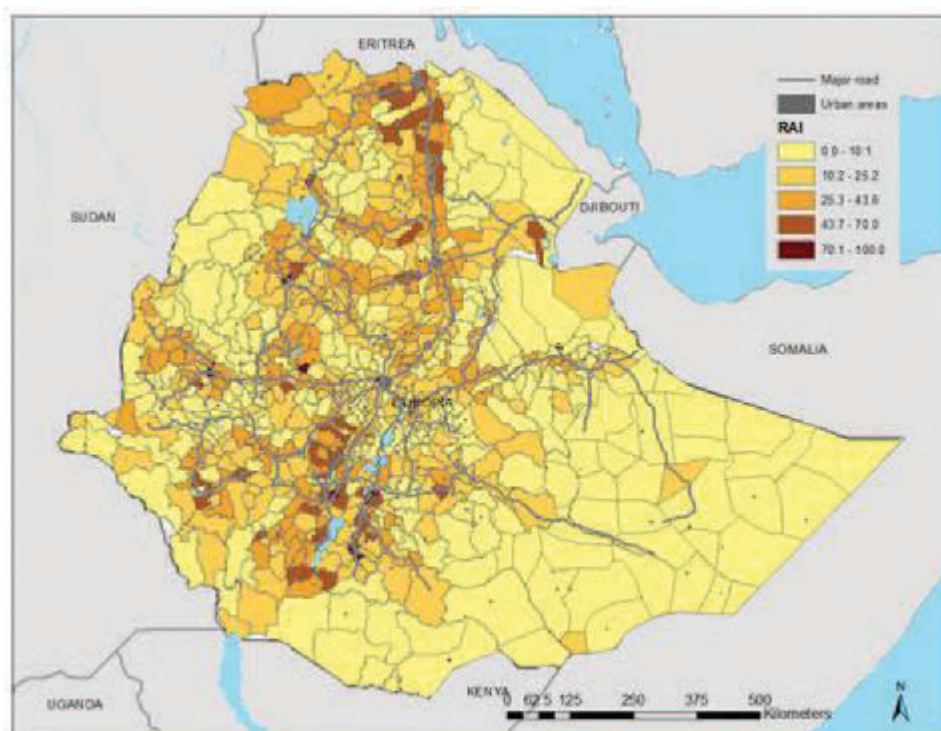 ERITREA
Major road
Urban areas
RAI
0.0 - 10.1
10.2 - 25.2
25.3 - 43.6
43.7 - 70.0
70.1 - 100.0
SUDAN
DJIBOUTI
SOMALIA
ETHIOPIA
UGANDA
KENYA
0 62.5 125 250 375 500
Kilometers
N